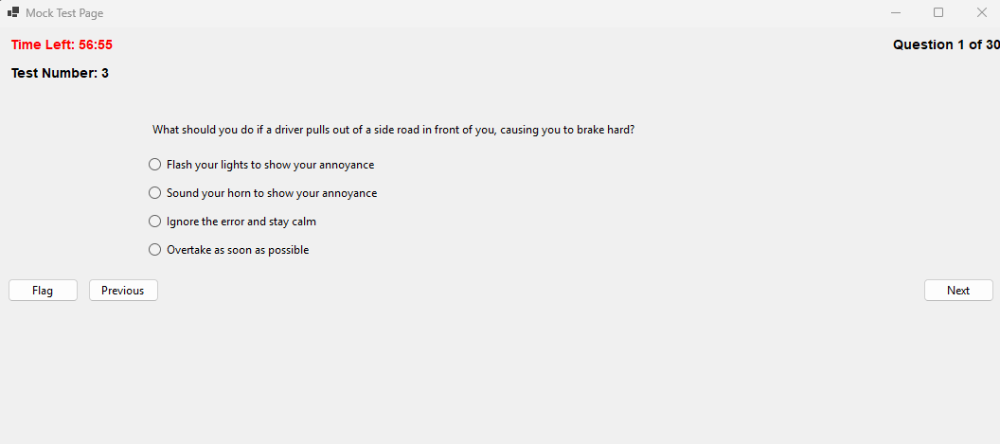 Mock Test Page
Time Left: 56:55
Question 1 of 30
Test Number: 3
What should you do if a driver pulls out of a side road in front of you, causing you to brake hard?
Flash your lights to show your annoyance
Sound your horn to show your annoyance
Ignore the error and stay calm
Overtake as soon as possible
Flag
Previous
Next